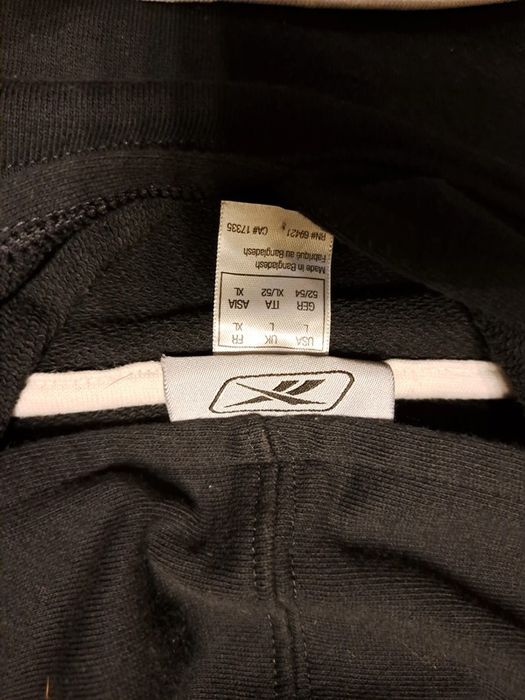 USA UK FR
L L XL
GER ITA ASIA
52/54 XL/52 XL
Made in Bangladesh
Fabriqué au Bangladesh
RN# 69421 CA# 17335